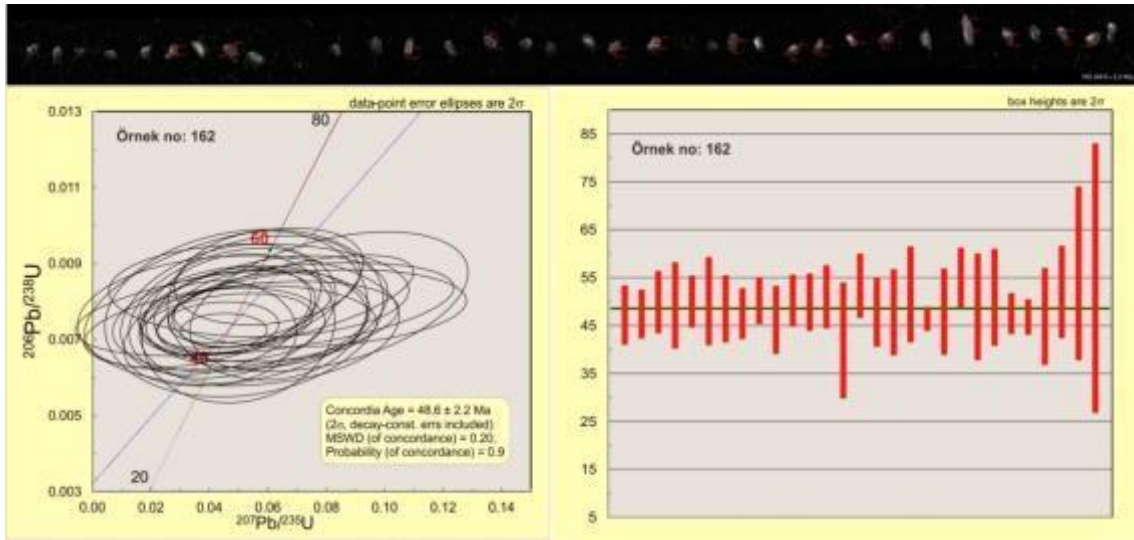 data-point error ellipses are 2σ
0.013
80
Örnek no: 162
0.011
60
0.009
206Pb/238U
0.007
40
Concordia Age = 48.6 ± 2.2 Ma
(2σ, decay-const. errs included)
0.005
MSWD (of concordance) = 0.20,
Probability (of concordance) = 0.9
20
0.003
0.00 0.02 0.04 0.06 0.08 0.10 0.12 0.14
207Pb/235U
box heights are 2σ
85
Örnek no: 162
75
65
55
45
35
25
15
5